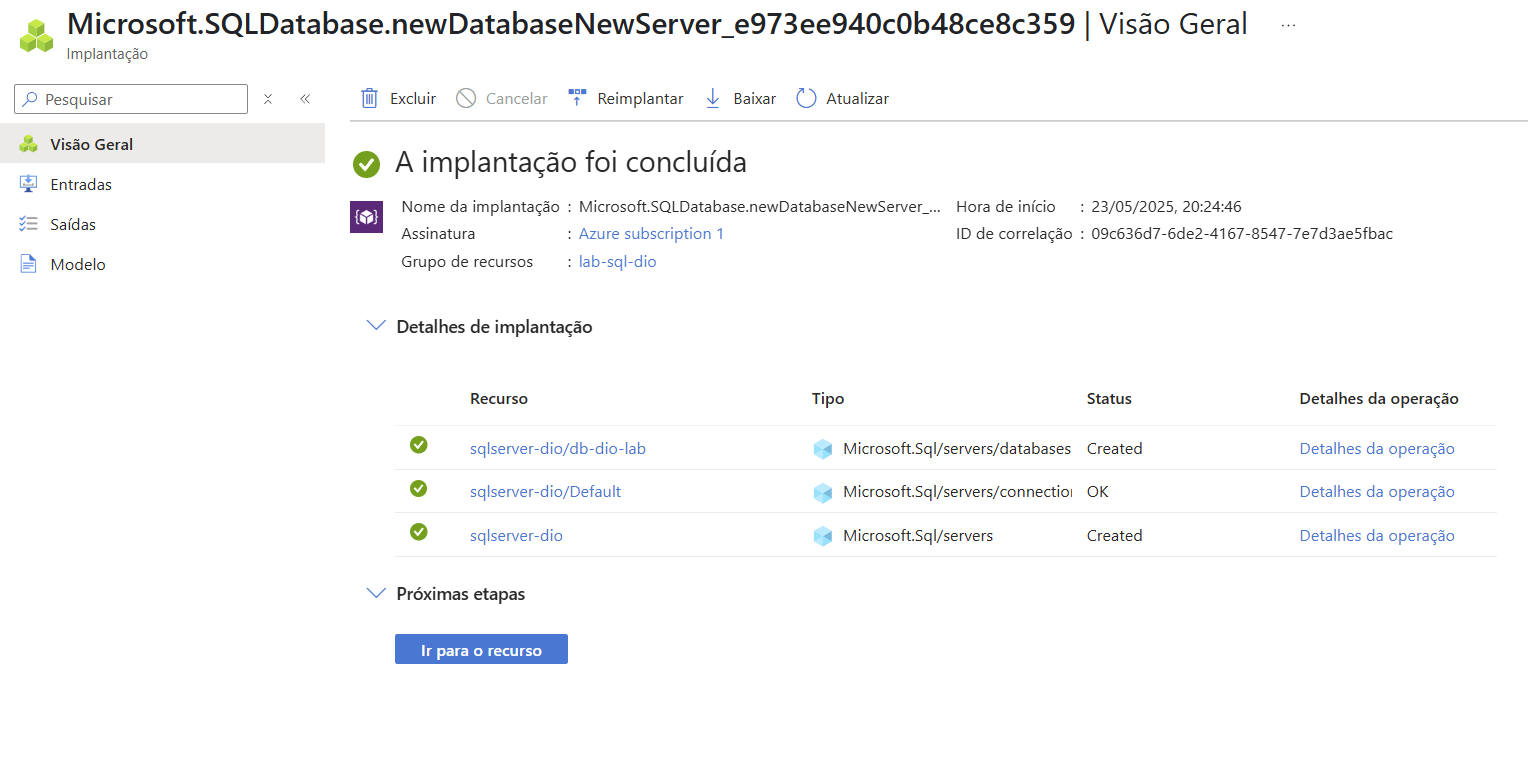 Microsoft.SQLDatabase.newDatabaseNewServer_e973ee940c0b48ce8c359 | Visão Geral ...
Implantação
Pesquisar
Excluir Cancelar Reimplantar Baixar Atualizar
Visão Geral
Entradas
Saídas
Modelo
A implantação foi concluída
Nome da implantação : Microsoft.SQLDatabase.newDatabaseNewServer_... Hora de início : 23/05/2025, 20:24:46
Assinatura : Azure subscription 1 ID de correlação : 09c636d7-6de2-4167-8547-7e7d3ae5fbac
Grupo de recursos : lab-sql-dio
Detalhes de implantação
Recurso Tipo Status Detalhes da operação
sqlserver-dio/db-dio-lab Microsoft.Sql/servers/databases Created Detalhes da operação
sqlserver-dio/Default Microsoft.Sql/servers/connection OK Detalhes da operação
sqlserver-dio Microsoft.Sql/servers Created Detalhes da operação
Próximas etapas
Ir para o recurso